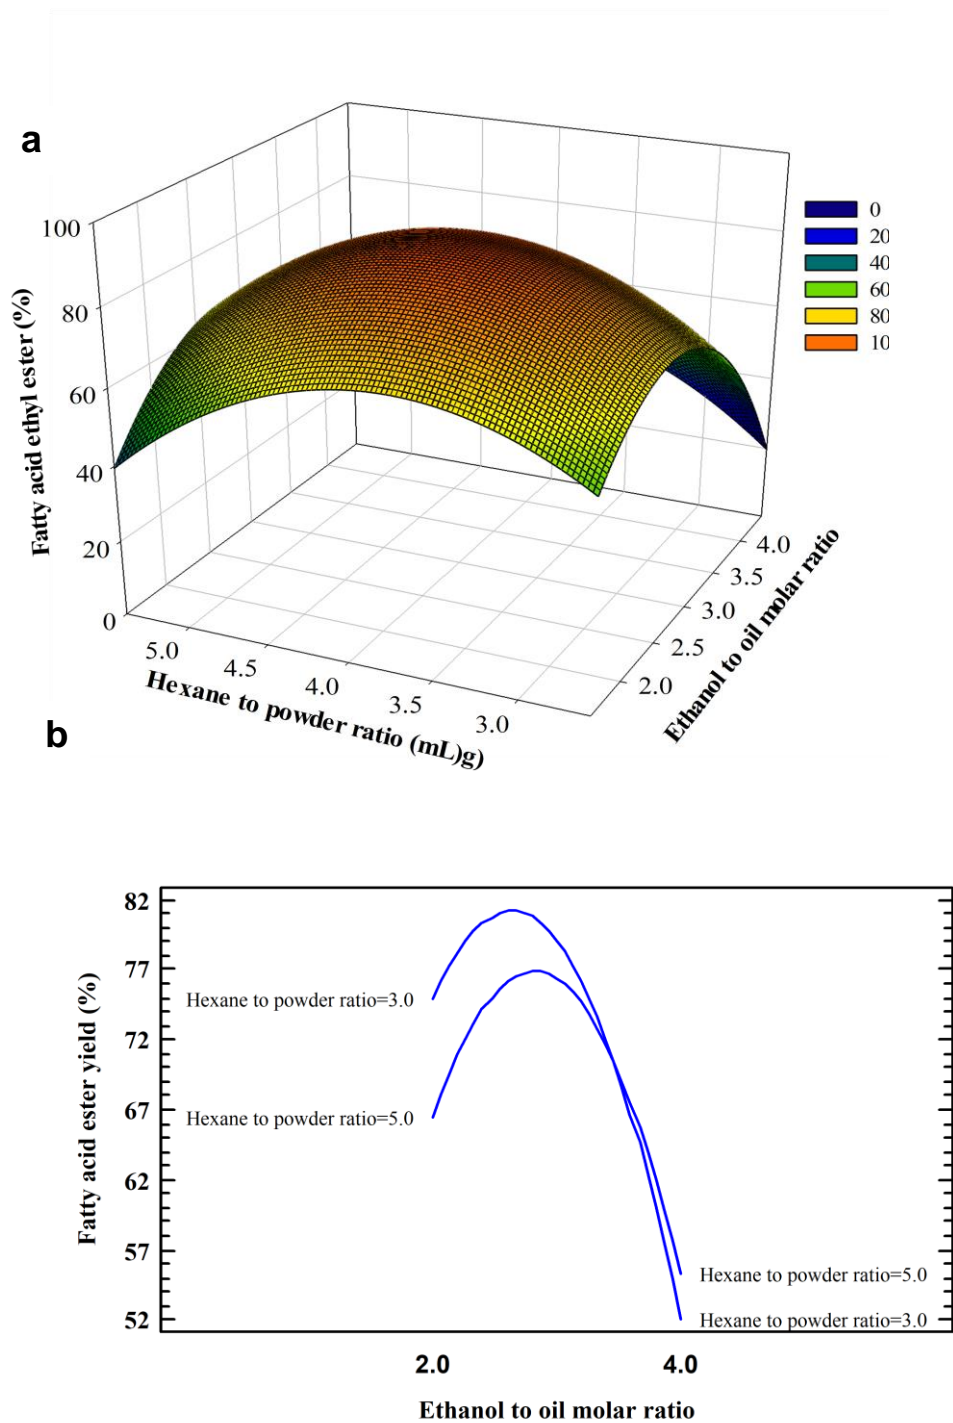 a
100
80
60
40
20
0
Fatty acid ethyl ester (%)
0
20
40
60
80
10
5.0
4.5
4.0
3.5
3.0
Hexane to powder ratio (mL)g)
4.0
3.5
3.0
2.5
2.0
Ethanol to oil molar ratio
b
82
77
72
67
62
57
52
Fatty acid ester yield (%)
Hexane to powder ratio=3.0
Hexane to powder ratio=5.0
Hexane to powder ratio=5.0
Hexane to powder ratio=3.0
2.0
4.0
Ethanol to oil molar ratio